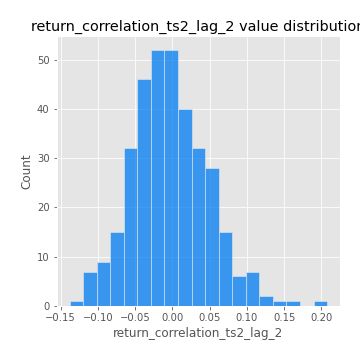 return_correlation_ts2_lag_2 value distribution
50
40
30
20
10
0
Count
−0.15 −0.10 −0.05 0.00 0.05 0.10 0.15 0.20
return_correlation_ts2_lag_2